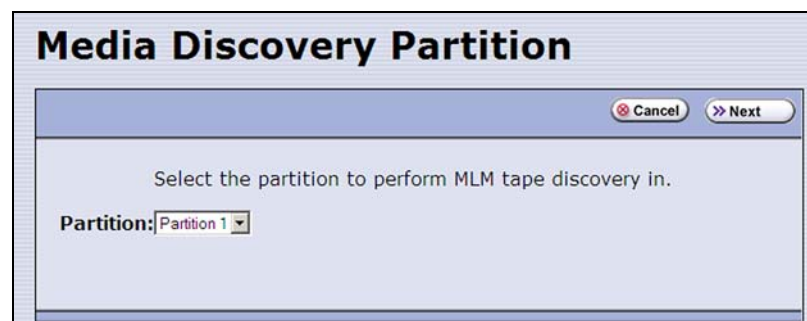 Media Discovery Partition
Cancel Next
Select the partition to perform MLM tape discovery in.
Partition: Partition 1